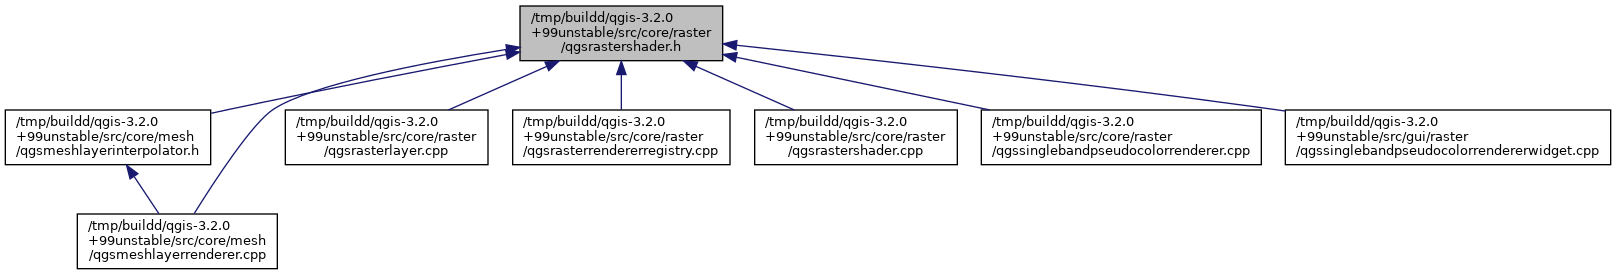 /tmp/buildd/qgis-3.2.0
+99unstable/src/core/raster
/qgsrastershader.h
/tmp/buildd/qgis-3.2.0
+99unstable/src/core/mesh
/qgsmeshlayerinterpolator.h
/tmp/buildd/qgis-3.2.0
+99unstable/src/core/raster
/qgsrasterlayer.cpp
/tmp/buildd/qgis-3.2.0
+99unstable/src/core/raster
/qgsrasterrendererregistry.cpp
/tmp/buildd/qgis-3.2.0
+99unstable/src/core/raster
/qgsrastershader.cpp
/tmp/buildd/qgis-3.2.0
+99unstable/src/core/raster
/qgssinglebandpseudocolorrenderer.cpp
/tmp/buildd/qgis-3.2.0
+99unstable/src/gui/raster
/qgssinglebandpseudocolorrendererwidget.cpp
/tmp/buildd/qgis-3.2.0
+99unstable/src/core/mesh
/qgsmeshlayerrenderer.cpp